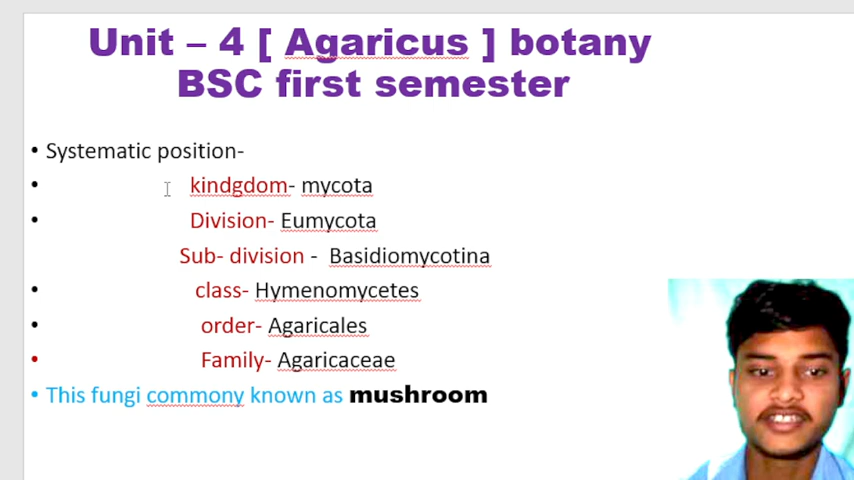 Unit – 4 [ Agaricus ] botany
BSC first semester
• Systematic position-
• kindgdom- mycota
• Division- Eumycota
Sub- division - Basidiomycotina
• class- Hymenomycetes
• order- Agaricales
• Family- Agaricaceae
• This fungi commony known as mushroom